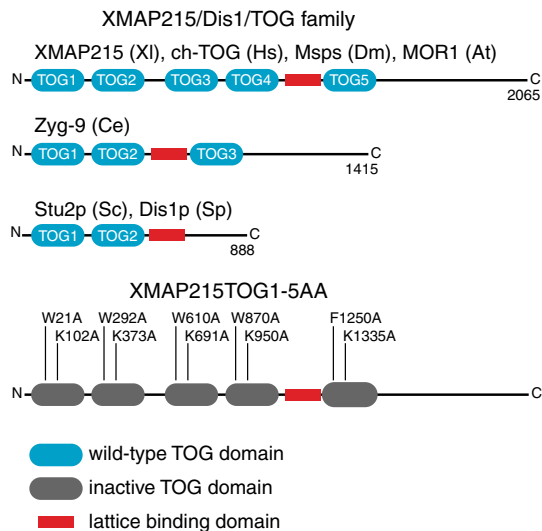 XMAP215/Dis1/TOG family
XMAP215 (Xl), ch-TOG (Hs), Msps (Dm), MOR1 (At)
N TOG1 TOG2 TOG3 TOG4 TOG5 C
2065
Zyg-9 (Ce)
N TOG1 TOG2 TOG3 C
1415
Stu2p (Sc), Dis1p (Sp)
N TOG1 TOG2 C
888
XMAP215TOG1-5AA
W21A W292A W610A W870A F1250A
K102A K373A K691A K950A K1335A
N C
wild-type TOG domain
inactive TOG domain
lattice binding domain